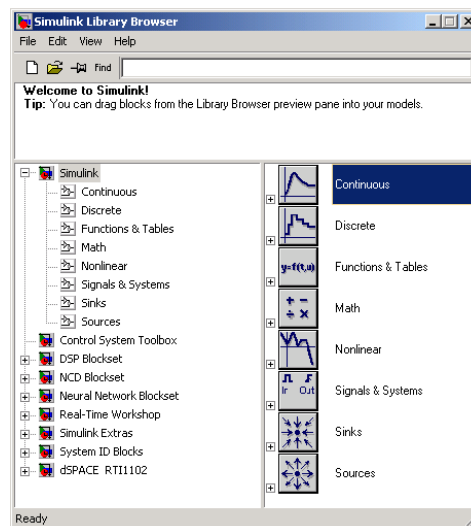 Simulink Library Browser
File Edit View Help
Find
Welcome to Simulink!
Tip: You can drag blocks from the Library Browser preview pane into your models.
Simulink
Continuous
Discrete
Functions & Tables
Math
Nonlinear
Signals & Systems
Sinks
Sources
Control System Toolbox
DSP Blockset
NCD Blockset
Neural Network Blockset
Real-Time Workshop
Simulink Extras
System ID Blocks
dSPACE RTI1102
Continuous
Discrete
y=f(t,u) Functions & Tables
+ - ÷ × Math
Nonlinear
In Out Signals & Systems
Sinks
Sources
Ready